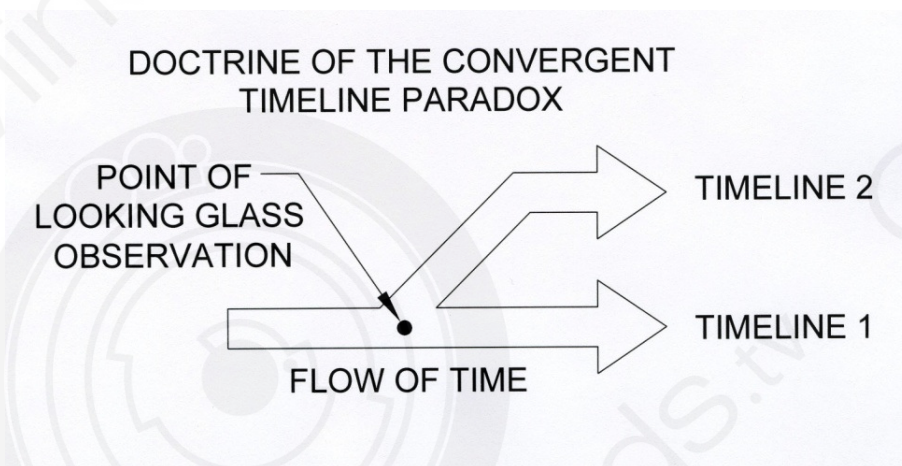 DOCTRINE OF THE CONVERGENT
TIMELINE PARADOX
POINT OF
LOOKING GLASS
OBSERVATION
TIMELINE 2
TIMELINE 1
FLOW OF TIME